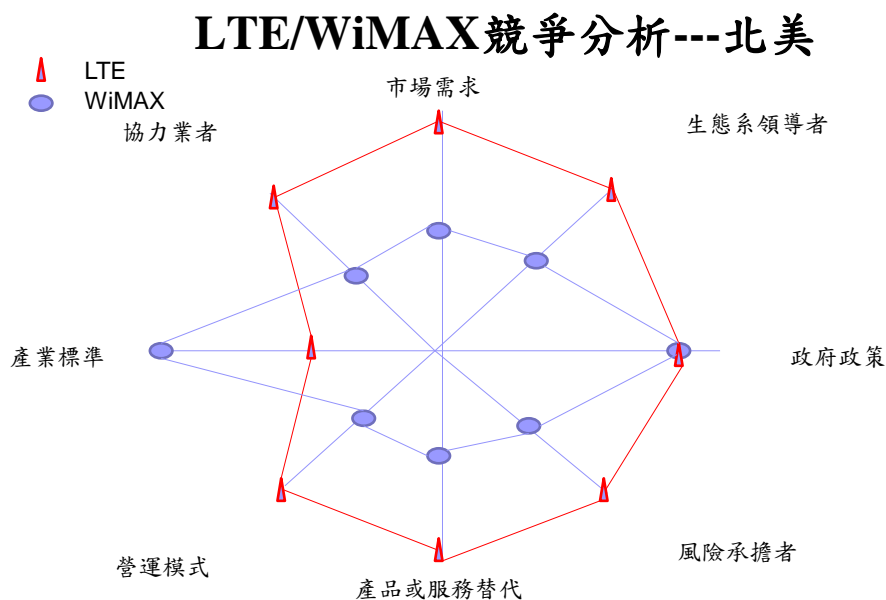 LTE/WiMAX競爭分析---北美
LTE
WiMAX
市場需求
協力業者
生態系領導者
產業標準
政府政策
營運模式
產品或服務替代
風險承擔者